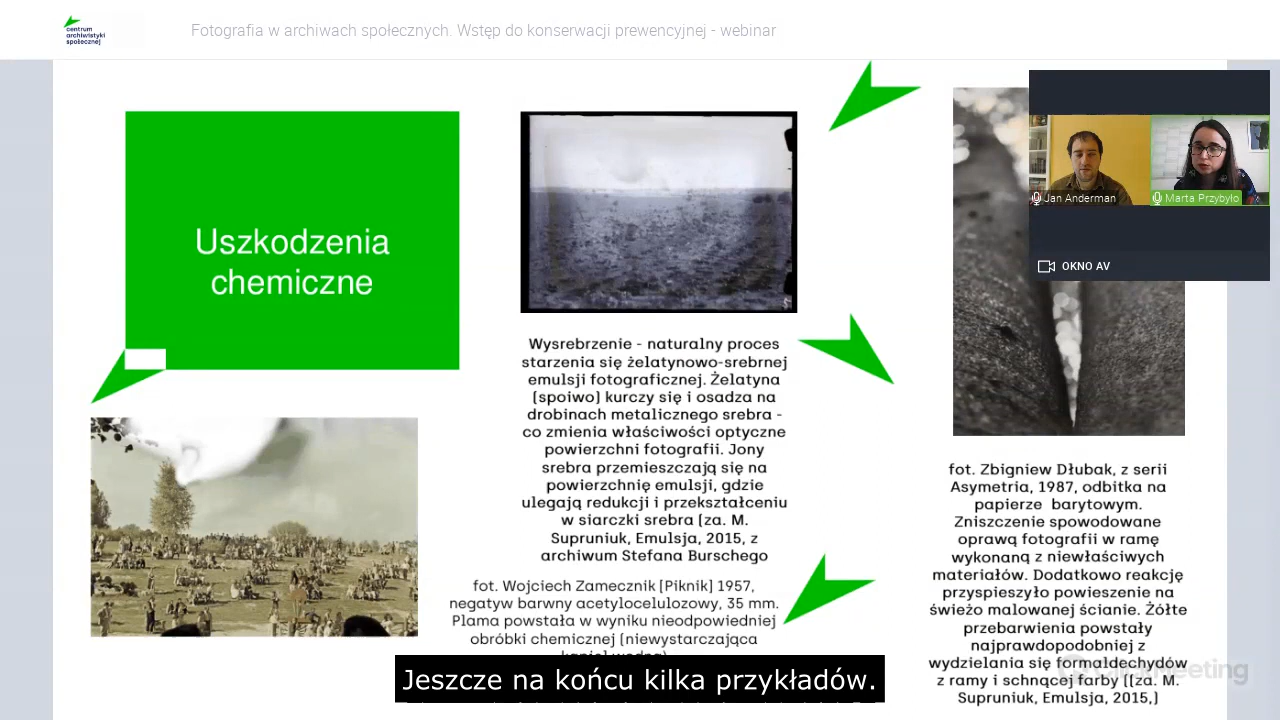 centrum
archiwistyki
społecznej
Fotografia w archiwach społecznych. Wstęp do konserwacji prewencyjnej - webinar
Uszkodzenia
chemiczne
Wysrebrzenie - naturalny proces
starzenia się żelatynowo-srebrnej
emulsji fotograficznej. Żelatyna
(spoiwo) kurczy się i osadza na
drobinach metalicznego srebra -
co zmienia właściwości optyczne
powierzchni fotografii. Jony
srebra przemieszczają się na
powierzchnię emulsji, gdzie
ulegają redukcji i przekształceniu
w siarczki srebra (za. M.
Supruniuk, Emulsja, 2015, z
archiwum Stefana Burschego
fot. Wojciech Zamecznik [Piknik] 1957,
negatyw barwny acetylocelulozowy, 35 mm.
Plama powstała w wyniku nieodpowiedniej
obróbki chemicznej (niewystarczająca
kąpiel wodna)
Jan Anderman
Marta Przybyło
OKNO AV
fot. Zbigniew Dłubak, z serii
Asymetria, 1987, odbitka na
papierze barytowym.
Zniszczenie spowodowane
oprawą fotografii w ramę
wykonaną z niewłaściwych
materiałów. Dodatkowo reakcję
przyspieszyło powieszenie na
świeżo malowanej ścianie. Żółte
przebarwienia powstały
najprawdopodobniej z
wydzielania się formaldechydów
z ramy i schnącej farby ((za. M.
Supruniuk, Emulsja, 2015,)
Jeszcze na końcu kilka przykładów.